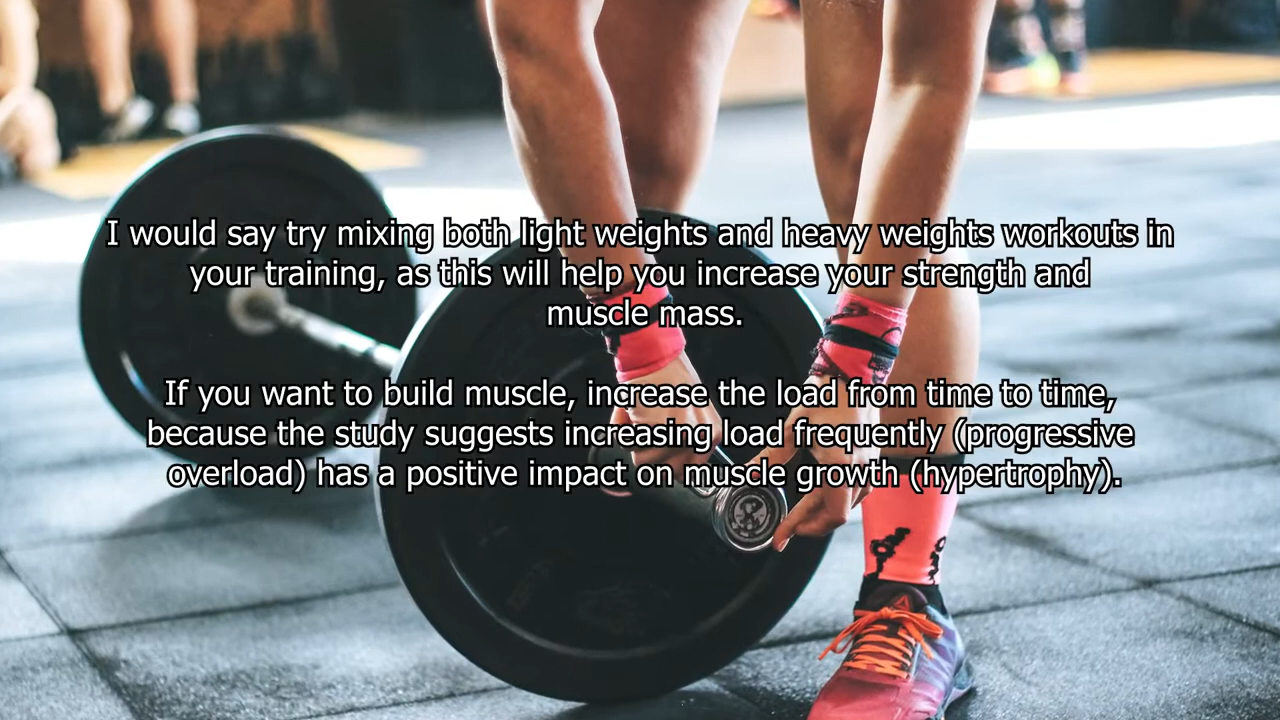 I would say try mixing both light weights and heavy weights workouts in
your training, as this will help you increase your strength and
muscle mass.
If you want to build muscle, increase the load from time to time,
because the study suggests increasing load frequently (progressive
overload) has a positive impact on muscle growth (hypertrophy).